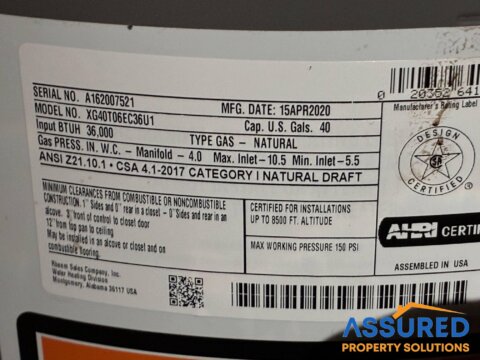 SERIAL NO. A162007521
MODEL NO. XG40T06EC36U1
MFG. DATE: 15APR2020
Input BTUH 36,000
Cap. U.S. Gals. 40
TYPE GAS - NATURAL
Gas Press. IN. W.C. - Manifold - 4.0 Max. Inlet - 10.5 Min. Inlet - 5.5
ANSI Z21.10.1 • CSA 4.1-2017 CATEGORY I NATURAL DRAFT
MINIMUM CLEARANCES FROM COMBUSTIBLE OR NONCOMBUSTIBLE
CONSTRUCTION. 1" Sides and 0" rear in a closet - 0" Sides and rear in an
alcove. 3" front of control to closet door
12" from top pan to ceiling
May be installed in an alcove or closet and on
combustible flooring.
CERTIFIED FOR INSTALLATIONS
UP TO 8500 FT. ALTITUDE
MAX WORKING PRESSURE 150 PSI
Rheem Sales Company, Inc.
Water Heating Division
Montgomery, Alabama 36117 USA
0 20352 641
Manufacturer's Rating Label
DESIGN
CERTIFIED
AHRI CERTIF
ASSEMBLED IN USA
ASSURED
PROPERTY SOLUTIONS